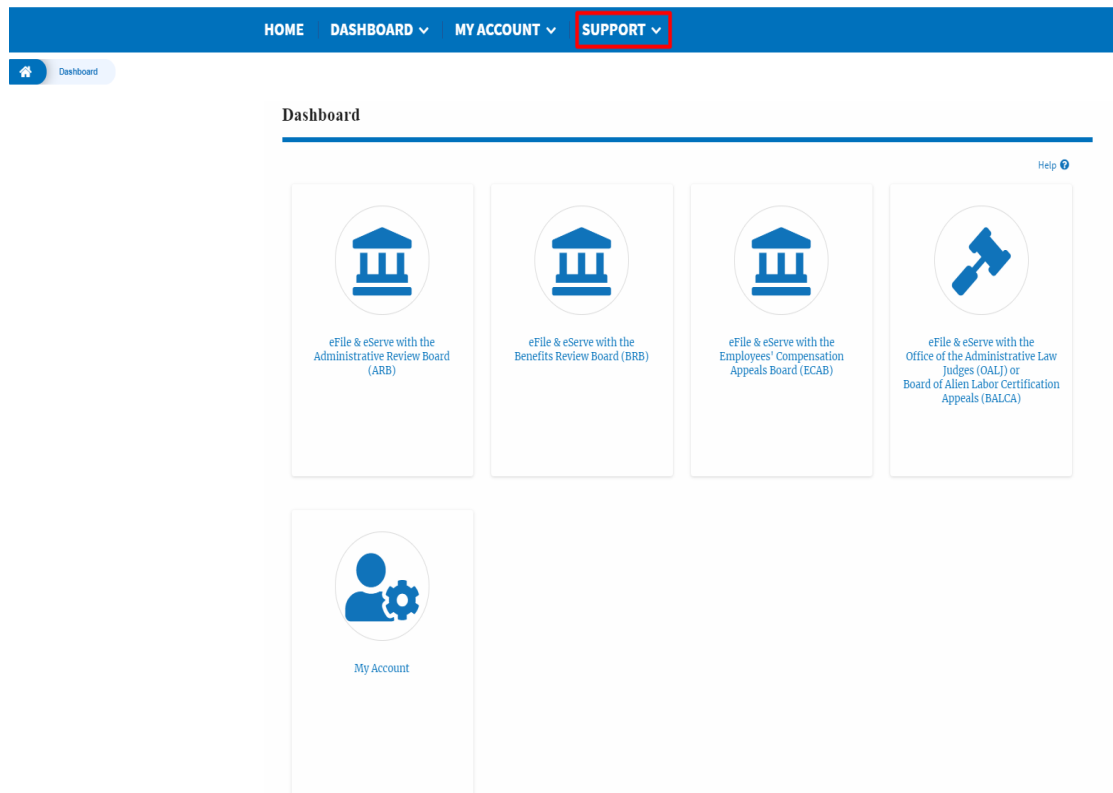 HOME DASHBOARD MY ACCOUNT SUPPORT
Dashboard
Dashboard
Help
eFile & eServe with the
Administrative Review Board
(ARB)
eFile & eServe with the
Benefits Review Board (BRB)
eFile & eServe with the
Employees' Compensation
Appeals Board (ECAB)
eFile & eServe with the
Office of the Administrative Law
Judges (OALJ) or
Board of Alien Labor Certification
Appeals (BALCA)
My Account